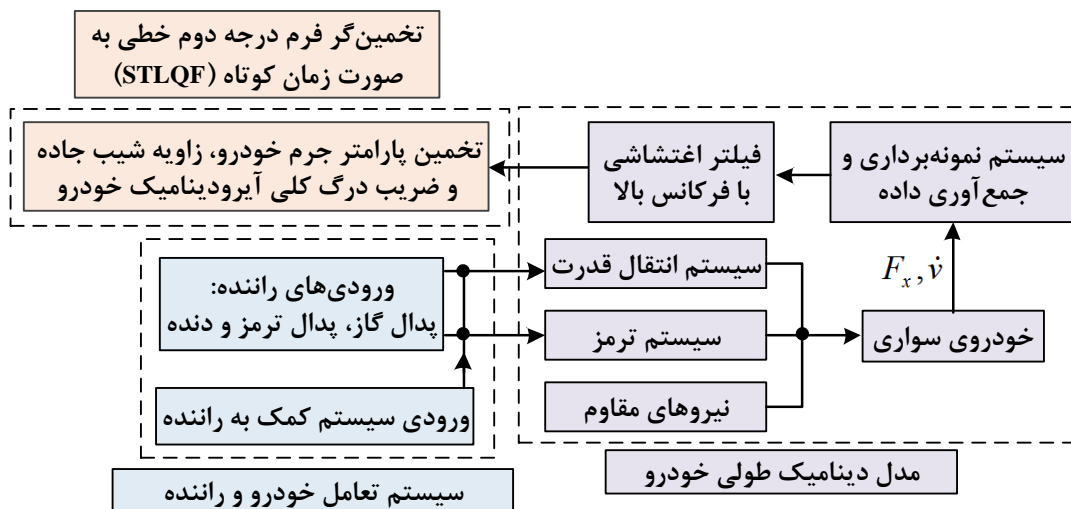 تخمین‌گر فرم درجه دوم خطی به
صورت زمان کوتاه (STLQF)
تخمین پارامتر جرم خودرو، زاویه شیب جاده
و ضریب درگ کلی آیرودینامیک خودرو
فیلتر اغتشاشی
با فرکانس بالا
سیستم نمونه‌برداری و
جمع‌آوری داده
ورودی‌های راننده:
پدال گاز، پدال ترمز و دنده
ورودی سیستم کمک به راننده
سیستم انتقال قدرت
سیستم ترمز
نیروهای مقاوم
خودروی سواری
F_x, v̇
مدل دینامیک طولی خودرو
سیستم تعامل خودرو و راننده